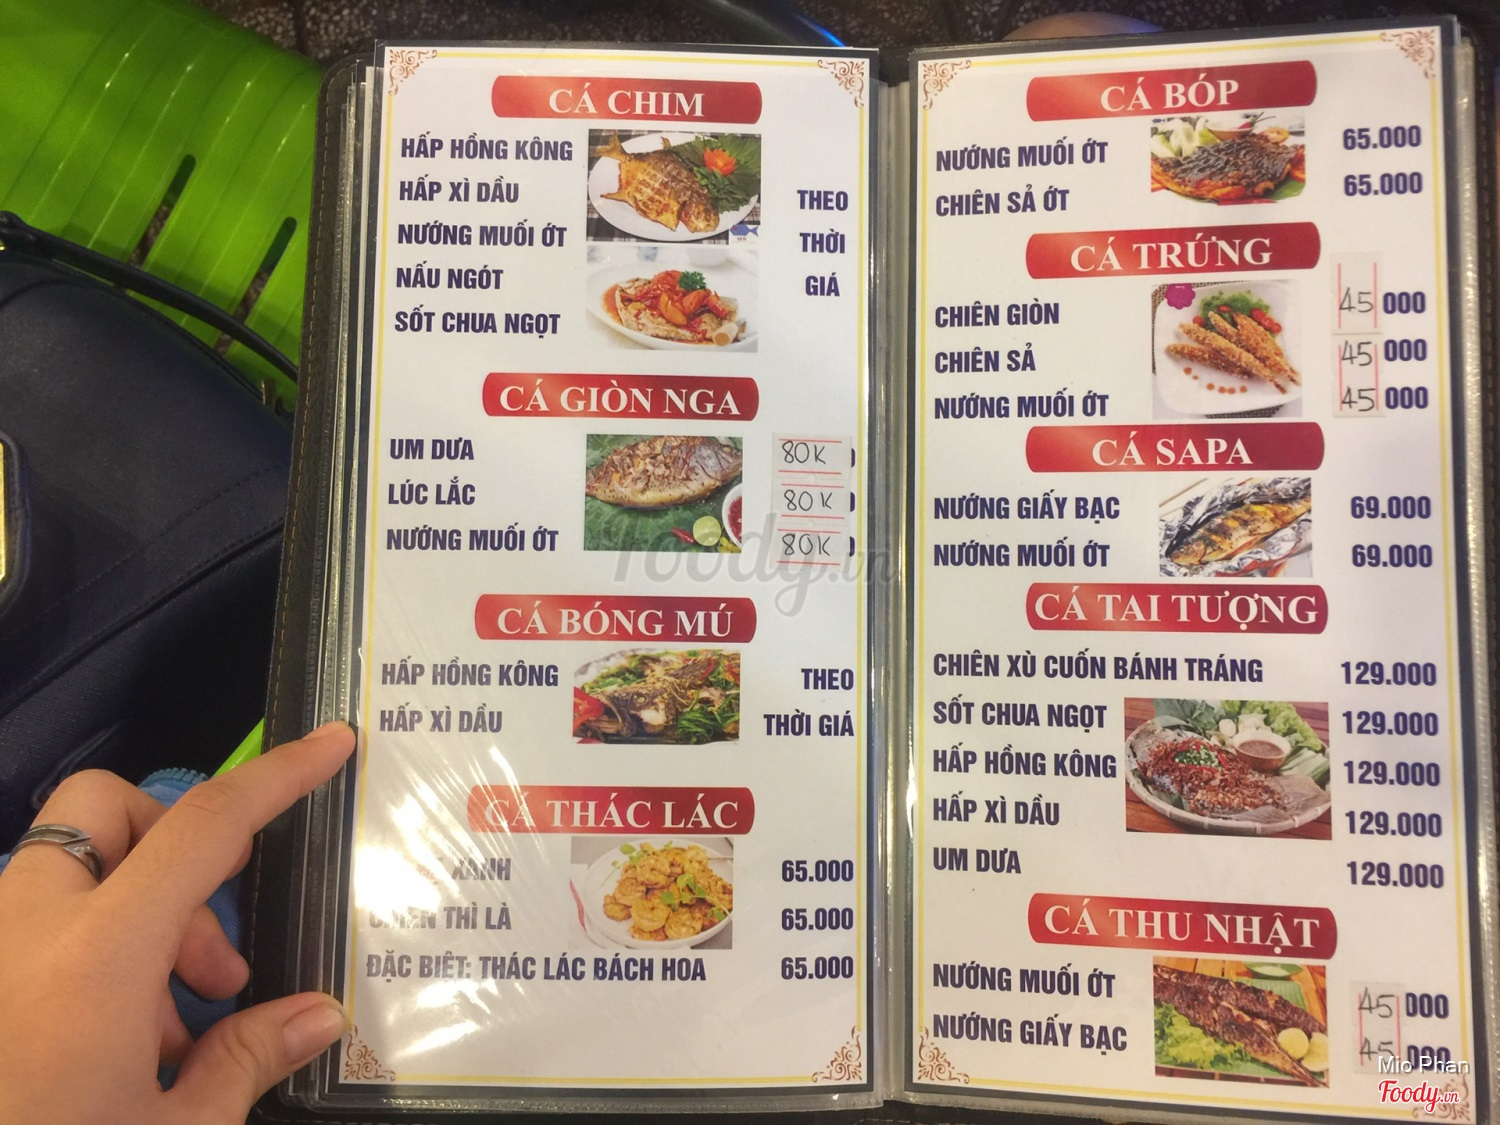 CÁ CHIM
HẤP HỒNG KÔNG
HẤP XÌ DẦU
NƯỚNG MUỐI ỚT
NẤU NGÓT
SỐT CHUA NGỌT
THEO
THỜI
GIÁ
CÁ GIÒN NGA
UM DƯA 80K
LÚC LẮC 80K
NƯỚNG MUỐI ỚT 80K
CÁ BÓNG MÚ
HẤP HỒNG KÔNG THEO
HẤP XÌ DẦU THỜI GIÁ
CÁ THÁC LÁC
XANH 65.000
CHIÊN THÌ LÀ 65.000
ĐẶC BIỆT: THÁC LÁC BÁCH HOA 65.000
CÁ BÓP
NƯỚNG MUỐI ỚT 65.000
CHIÊN SẢ ỚT 65.000
CÁ TRỨNG
CHIÊN GIÒN 45 000
CHIÊN SẢ 45 000
NƯỚNG MUỐI ỚT 45 000
CÁ SAPA
NƯỚNG GIẤY BẠC 69.000
NƯỚNG MUỐI ỚT 69.000
CÁ TAI TƯỢNG
CHIÊN XÙ CUỐN BÁNH TRÁNG 129.000
SỐT CHUA NGỌT 129.000
HẤP HỒNG KÔNG 129.000
HẤP XÌ DẦU 129.000
UM DƯA 129.000
CÁ THU NHẬT
NƯỚNG MUỐI ỚT 45 000
NƯỚNG GIẤY BẠC 45 000
foody.vn
Mio Phan
Foody.vn